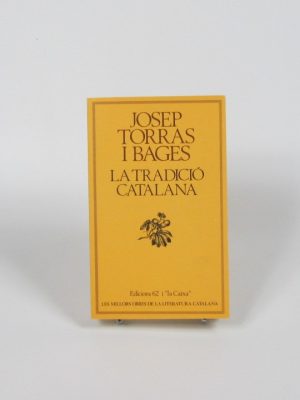 JOSEP
TORRAS
I BAGES
LA TRADICIÓ
CATALANA
Edicions 62 i "la Caixa"
LES MILLORS OBRES DE LA LITERATURA CATALANA